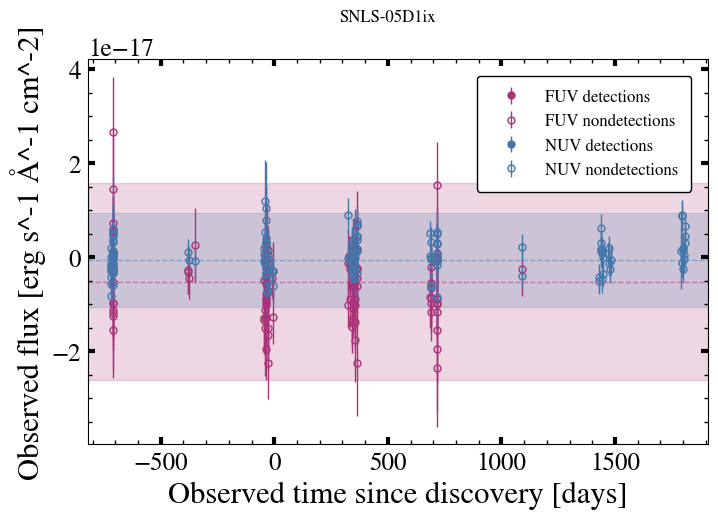 SNLS-05D1ix
1e−17
4
2
0
−2
Observed flux [erg s^-1 Å^-1 cm^-2]
FUV detections
FUV nondetections
NUV detections
NUV nondetections
−500
0
500
1000
1500
Observed time since discovery [days]